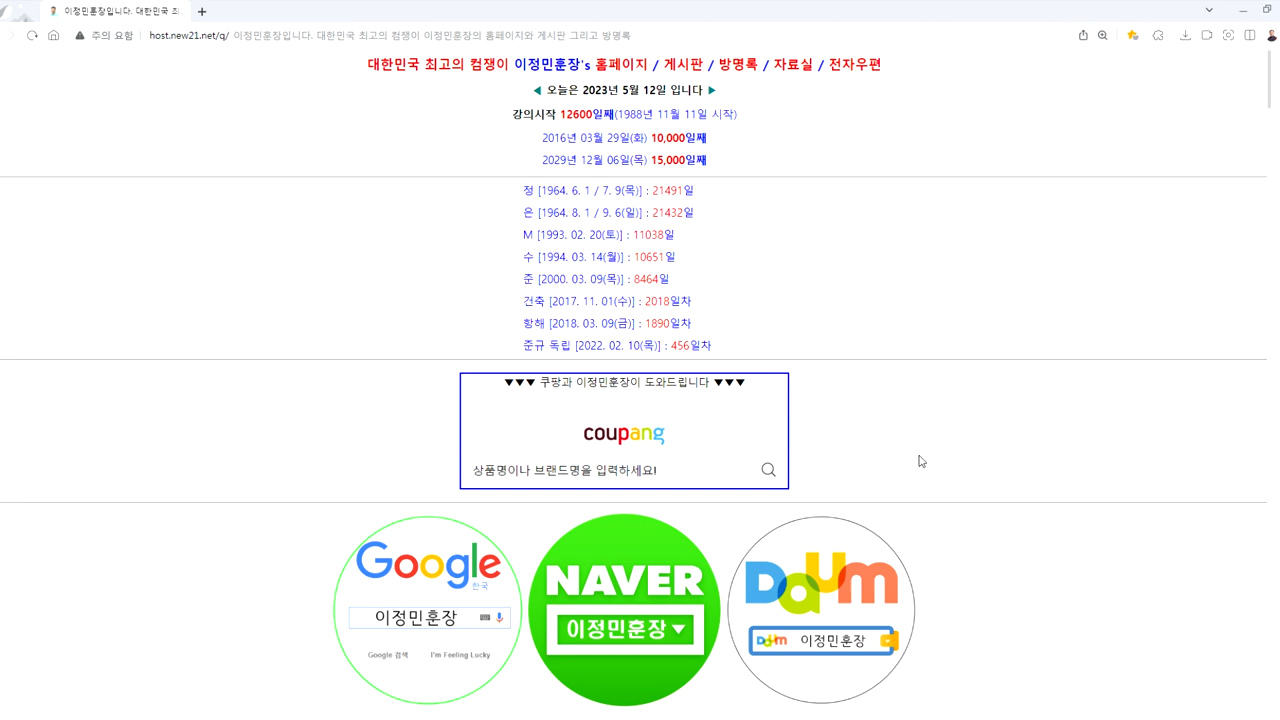 이정민훈장입니다. 대한민국 최
주의 요함 host.new21.net/q/ 이정민훈장입니다. 대한민국 최고의 컴쟁이 이정민훈장의 홈페이지와 게시판 그리고 방명록
대한민국 최고의 컴쟁이 이정민훈장's 홈페이지 / 게시판 / 방명록 / 자료실 / 전자우편
◀ 오늘은 2023년 5월 12일 입니다 ▶
강의시작 12600일째(1988년 11월 11일 시작)
2016년 03월 29일(화) 10,000일째
2029년 12월 06일(목) 15,000일째
정 [1964. 6. 1 / 7. 9(목)] : 21491일
은 [1964. 8. 1 / 9. 6(일)] : 21432일
M [1993. 02. 20(토)] : 11038일
수 [1994. 03. 14(월)] : 10651일
준 [2000. 03. 09(목)] : 8464일
건축 [2017. 11. 01(수)] : 2018일차
항해 [2018. 03. 09(금)] : 1890일차
준규 독립 [2022. 02. 10(목)] : 456일차
▼▼▼ 쿠팡과 이정민훈장이 도와드립니다 ▼▼▼
coupang
상품명이나 브랜드명을 입력하세요!
Google 한국
이정민훈장
Google 검색 I'm Feeling Lucky
NAVER
이정민훈장▼
Daum
Daum 이정민훈장